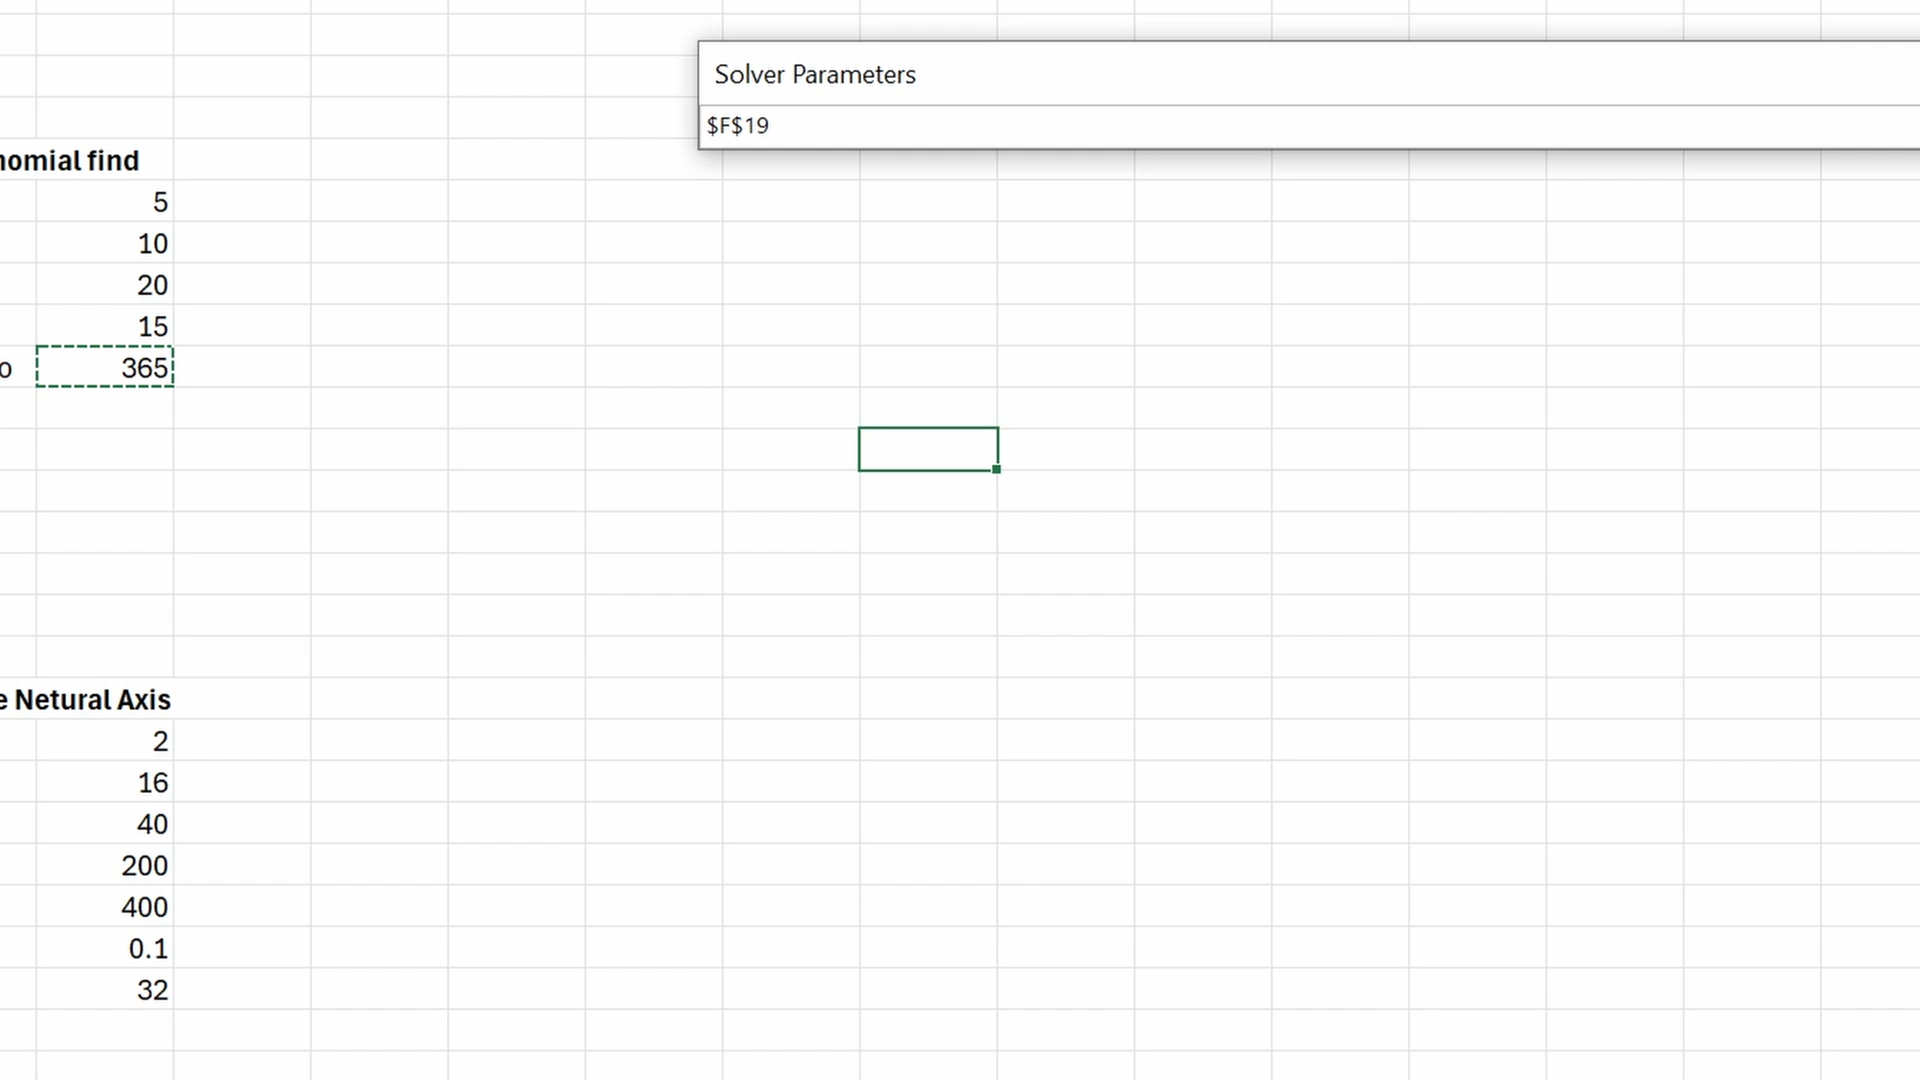 Solver Parameters
$F$19
nomial find
5
10
20
15
o 365
e Netural Axis
2
16
40
200
400
0.1
32